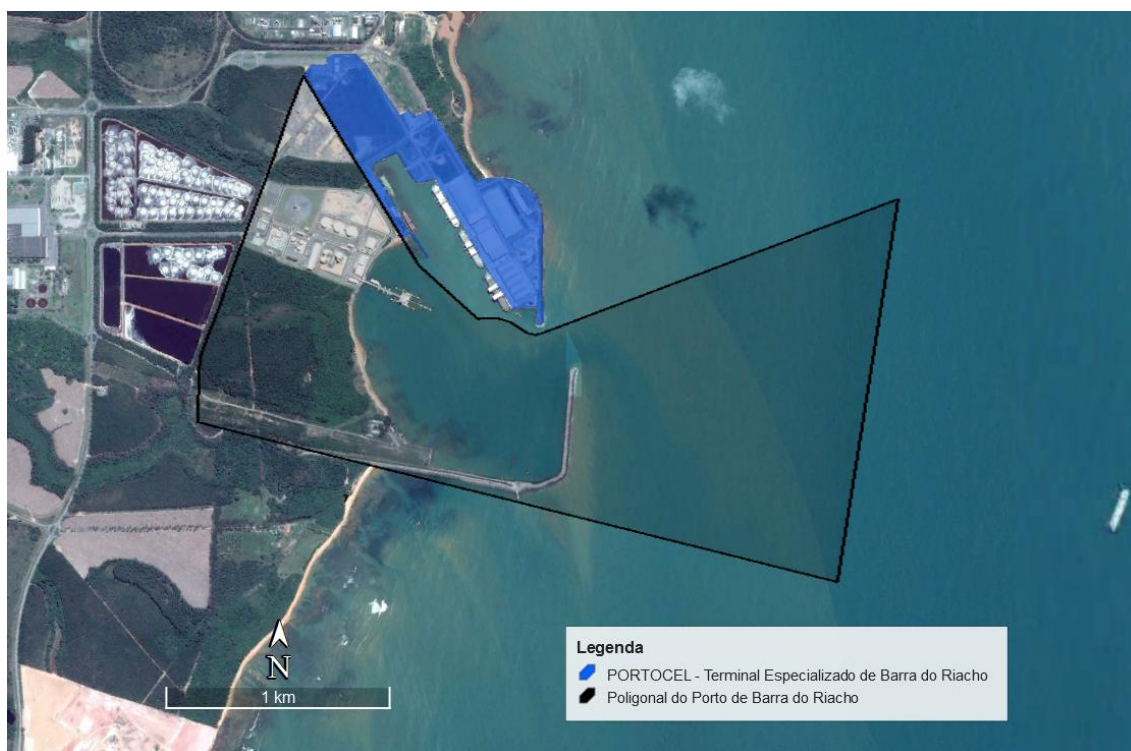 N
1 km
Legenda
PORTOCEL - Terminal Especializado de Barra do Riacho
Poligonal do Porto de Barra do Riacho